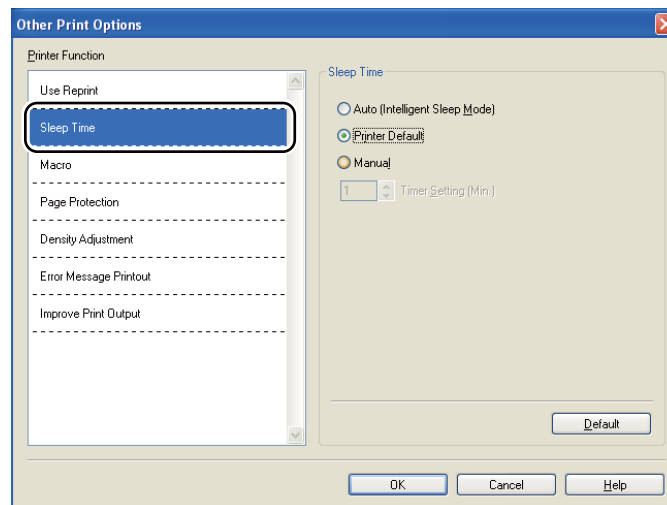 Other Print Options
Printer Function
Use Reprint
Sleep Time
Macro
Page Protection
Density Adjustment
Error Message Printout
Improve Print Output
Sleep Time
Auto (Intelligent Sleep Mode)
Printer Default
Manual
1 Timer Setting (Min.)
Default
OK Cancel Help